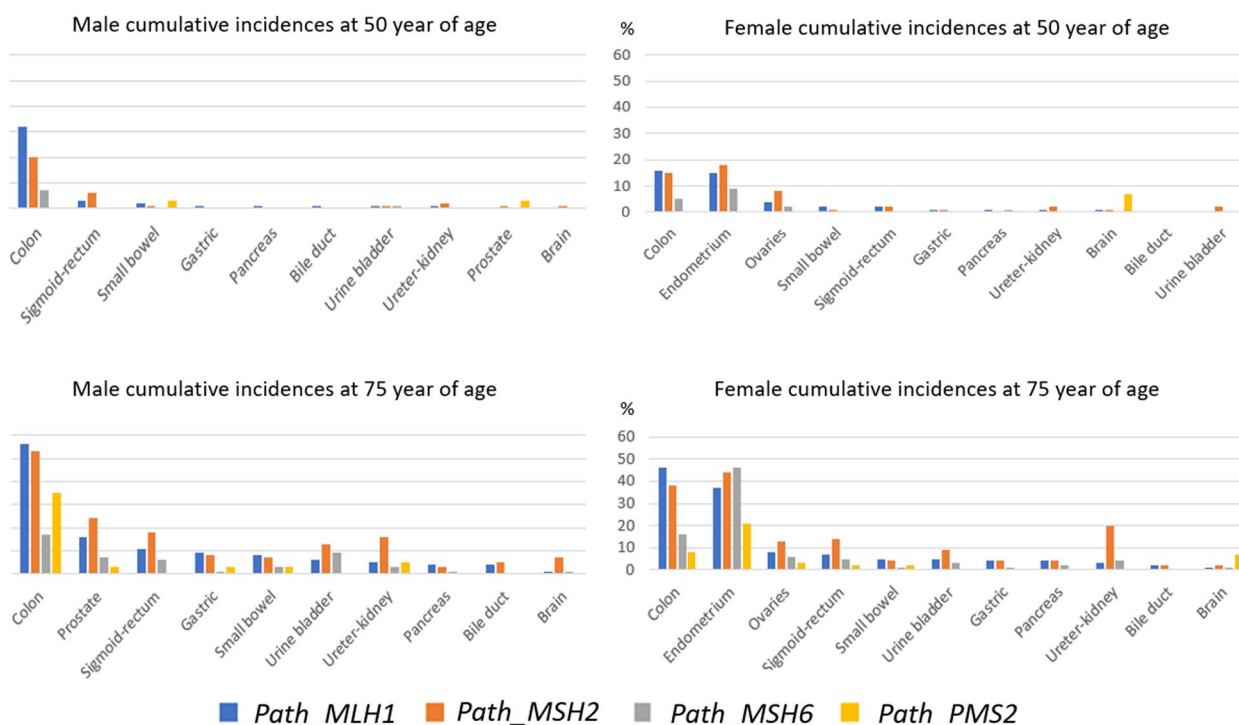 Male cumulative incidences at 50 year of age
Colon
Sigmoid-rectum
Small bowel
Gastric
Pancreas
Bile duct
Urine bladder
Ureter-kidney
Prostate
Brain
% Female cumulative incidences at 50 year of age
60
50
40
30
20
10
0
Colon
Endometrium
Ovaries
Small bowel
Sigmoid-rectum
Gastric
Pancreas
Ureter-kidney
Brain
Bile duct
Urine bladder
Male cumulative incidences at 75 year of age
Colon
Prostate
Sigmoid-rectum
Gastric
Small bowel
Urine bladder
Ureter-kidney
Pancreas
Bile duct
Brain
Female cumulative incidences at 75 year of age
%
60
50
40
30
20
10
0
Colon
Endometrium
Ovaries
Sigmoid-rectum
Small bowel
Urine bladder
Gastric
Pancreas
Ureter-kidney
Bile duct
Brain
Path_MLH1 Path_MSH2 Path_MSH6 Path_PMS2